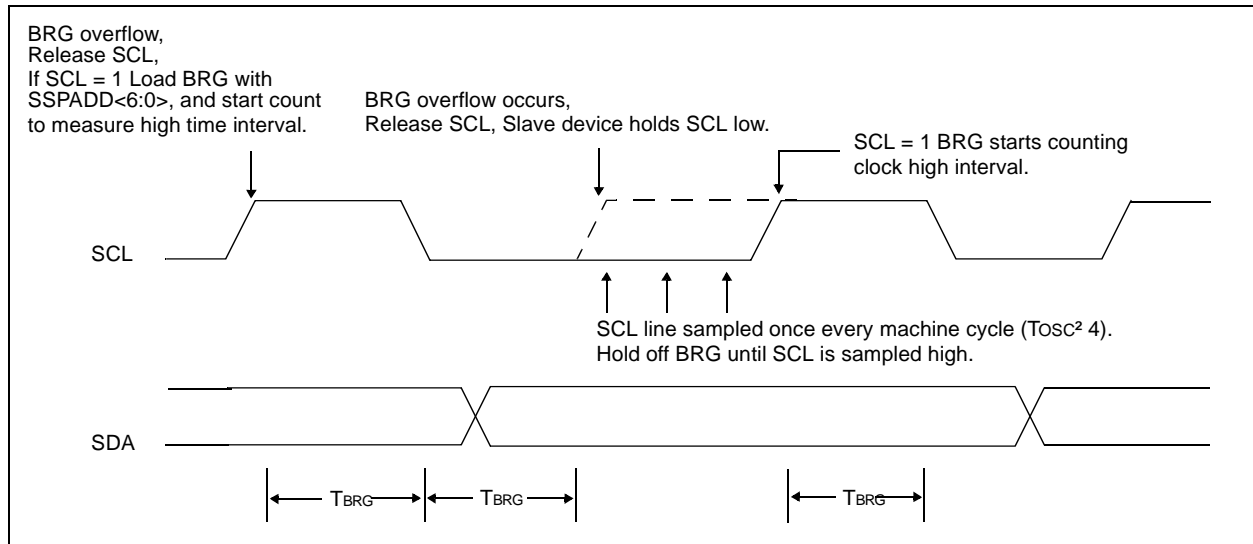 BRG overflow,
Release SCL,
If SCL = 1 Load BRG with
SSPADD<6:0>, and start count
to measure high time interval.
BRG overflow occurs,
Release SCL, Slave device holds SCL low.
SCL = 1 BRG starts counting
clock high interval.
SCL
SCL line sampled once every machine cycle (TOSC² 4).
Hold off BRG until SCL is sampled high.
SDA
TBRG
TBRG
TBRG